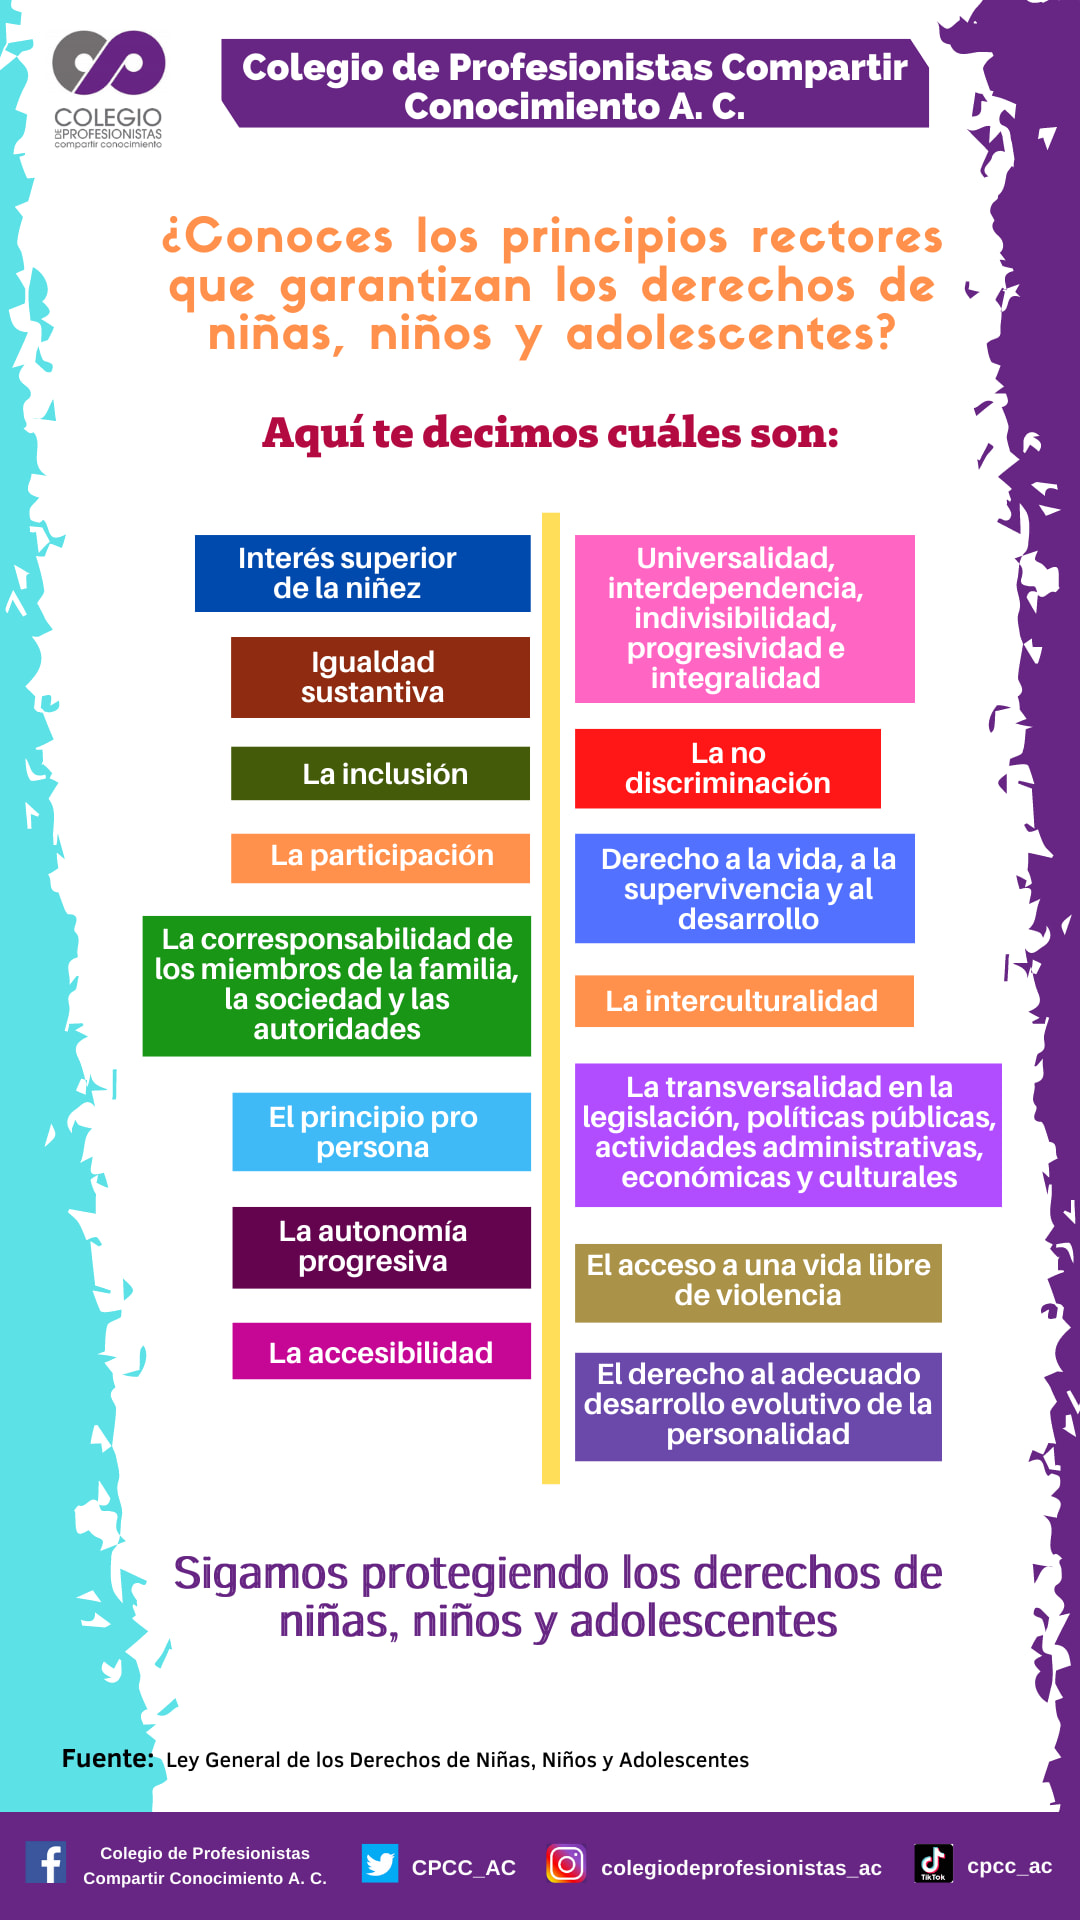 COLEGIO
DE PROFESIONISTAS
compartir conocimiento
Colegio de Profesionistas Compartir
Conocimiento A. C.
¿Conoces los principios rectores
que garantizan los derechos de
niñas, niños y adolescentes?
Aquí te decimos cuáles son:
Interés superior
de la niñez
Igualdad
sustantiva
La inclusión
La participación
La corresponsabilidad de
los miembros de la familia,
la sociedad y las
autoridades
El principio pro
persona
La autonomía
progresiva
La accesibilidad
Universalidad,
interdependencia,
indivisibilidad,
progresividad e
integralidad
La no
discriminación
Derecho a la vida, a la
supervivencia y al
desarrollo
La interculturalidad
La transversalidad en la
legislación, políticas públicas,
actividades administrativas,
económicas y culturales
El acceso a una vida libre
de violencia
El derecho al adecuado
desarrollo evolutivo de la
personalidad
Sigamos protegiendo los derechos de
niñas, niños y adolescentes
Fuente: Ley General de los Derechos de Niñas, Niños y Adolescentes
Colegio de Profesionistas
Compartir Conocimiento A. C.
CPCC_AC
colegiodeprofesionistas_ac
TikTok
cpcc_ac